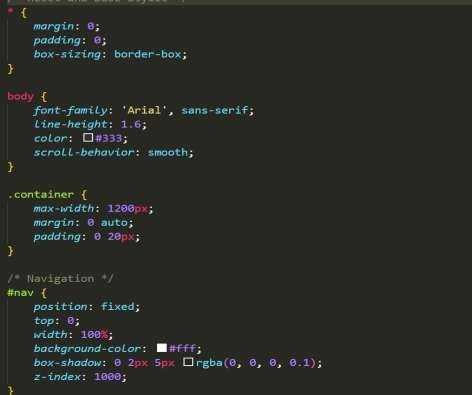 * {
    margin: 0;
    padding: 0;
    box-sizing: border-box;
}

body {
    font-family: 'Arial', sans-serif;
    line-height: 1.6;
    color: #333;
    scroll-behavior: smooth;
}

.container {
    max-width: 1200px;
    margin: 0 auto;
    padding: 0 20px;
}

/* Navigation */
#nav {
    position: fixed;
    top: 0;
    width: 100%;
    background-color: #fff;
    box-shadow: 0 2px 5px rgba(0, 0, 0, 0.1);
    z-index: 1000;
}